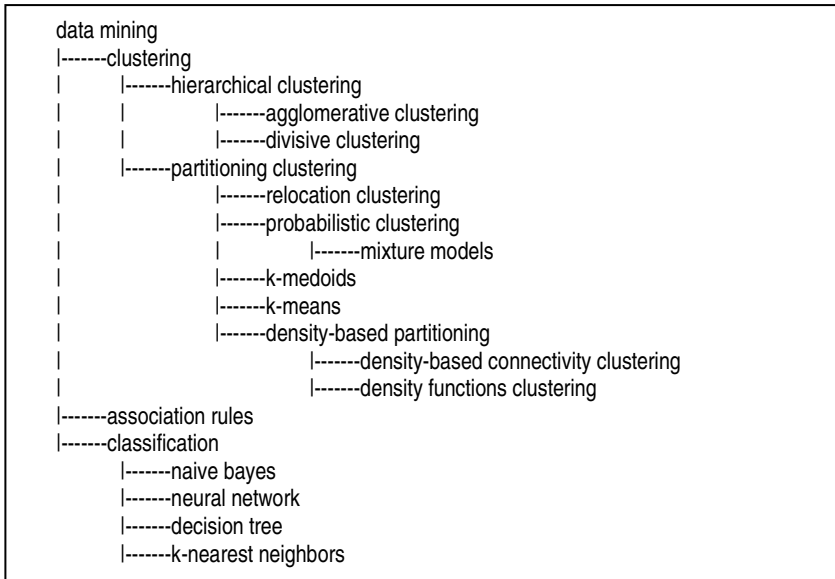 data mining
|-------clustering
| |-------hierarchical clustering
| | |-------agglomerative clustering
| | |-------divisive clustering
| |-------partitioning clustering
| |-------relocation clustering
| |-------probabilistic clustering
| | |-------mixture models
| |-------k-medoids
| |-------k-means
| |-------density-based partitioning
| |-------density-based connectivity clustering
| |-------density functions clustering
|-------association rules
|-------classification
|-------naive bayes
|-------neural network
|-------decision tree
|-------k-nearest neighbors